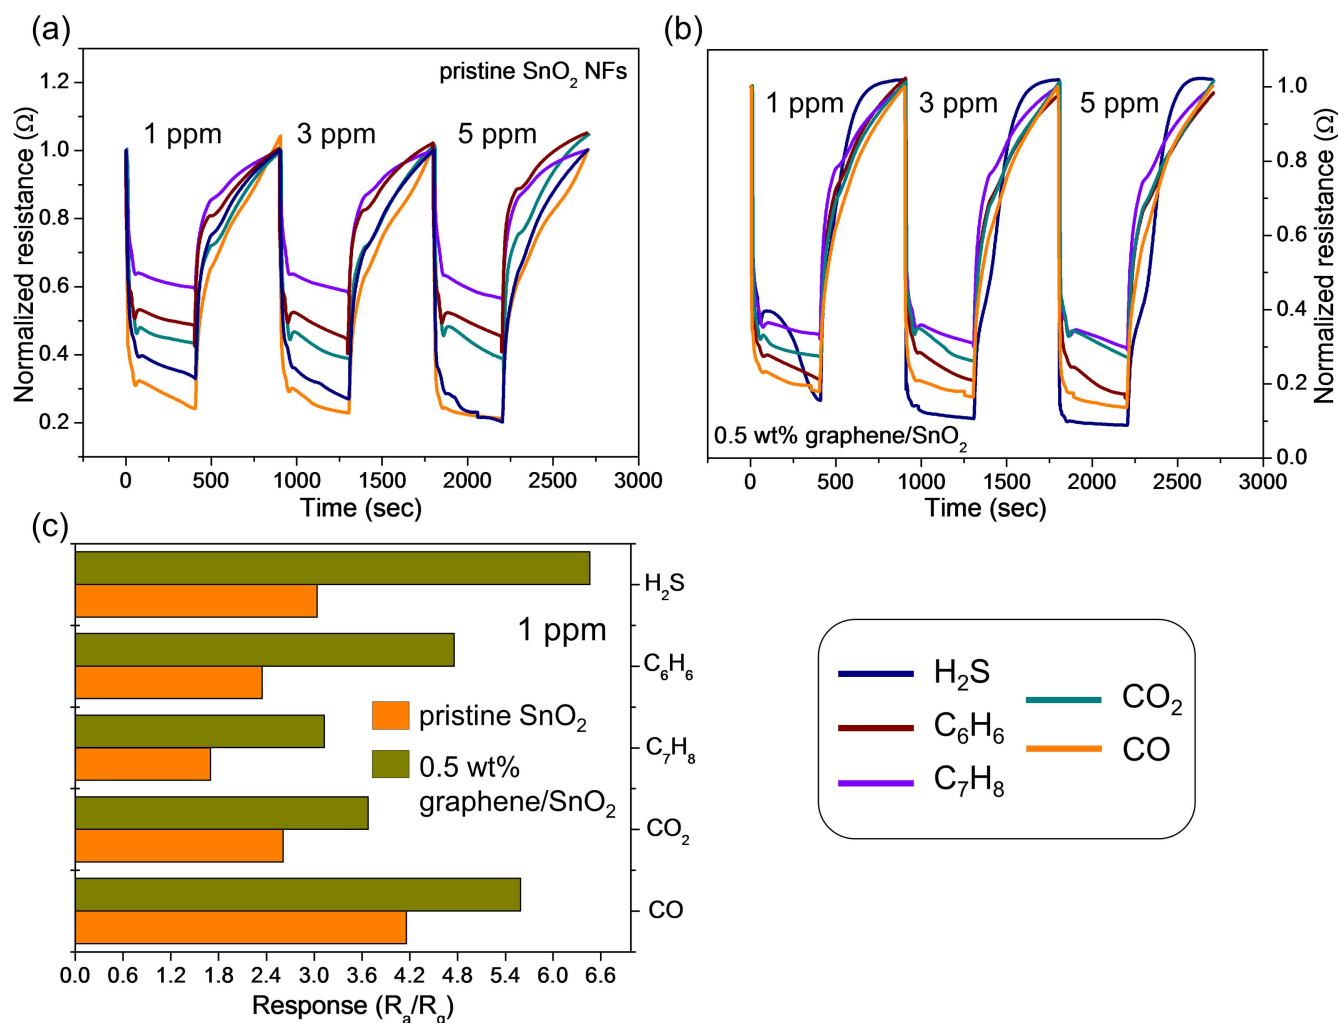 (a)
pristine SnO₂ NFs
1 ppm
3 ppm
5 ppm
Normalized resistance (Ω)
1.2
1.0
0.8
0.6
0.4
0.2
0 500 1000 1500 2000 2500 3000
Time (sec)
(b)
1 ppm
3 ppm
5 ppm
0.5 wt% graphene/SnO₂
1.0
0.8
0.6
0.4
0.2
0.0
Normalized resistance (Ω)
0 500 1000 1500 2000 2500 3000
Time (sec)
(c)
1 ppm
pristine SnO₂
0.5 wt%
graphene/SnO₂
H₂S
C₆H₆
C₇H₈
CO₂
CO
0.0 0.6 1.2 1.8 2.4 3.0 3.6 4.2 4.8 5.4 6.0 6.6
Response (Rₐ/R_g)
H₂S
C₆H₆
C₇H₈
CO₂
CO